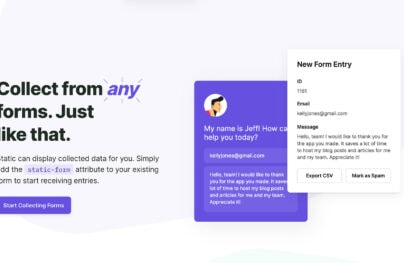 Collect from any
forms. Just
like that.
Static can display collected data for you. Simply
add the static-form attribute to your existing
form to start receiving entries.
Start Collecting Forms
My name is Jeff! How can
help you today?
kellyjones@gmail.com
Hello, team! I would like to thank you
for the app you made. It saves a
lot of time to host my blog posts
and articles for me and my team.
Appreciate it!
New Form Entry
ID
1161
Email
kellyjones@gmail.com
Message
Hello, team! I would like to thank you for
the app you made. It saves a lot of time
to host my blog posts and articles for me
and my team. Appreciate it!
Export CSV
Mark as Spam